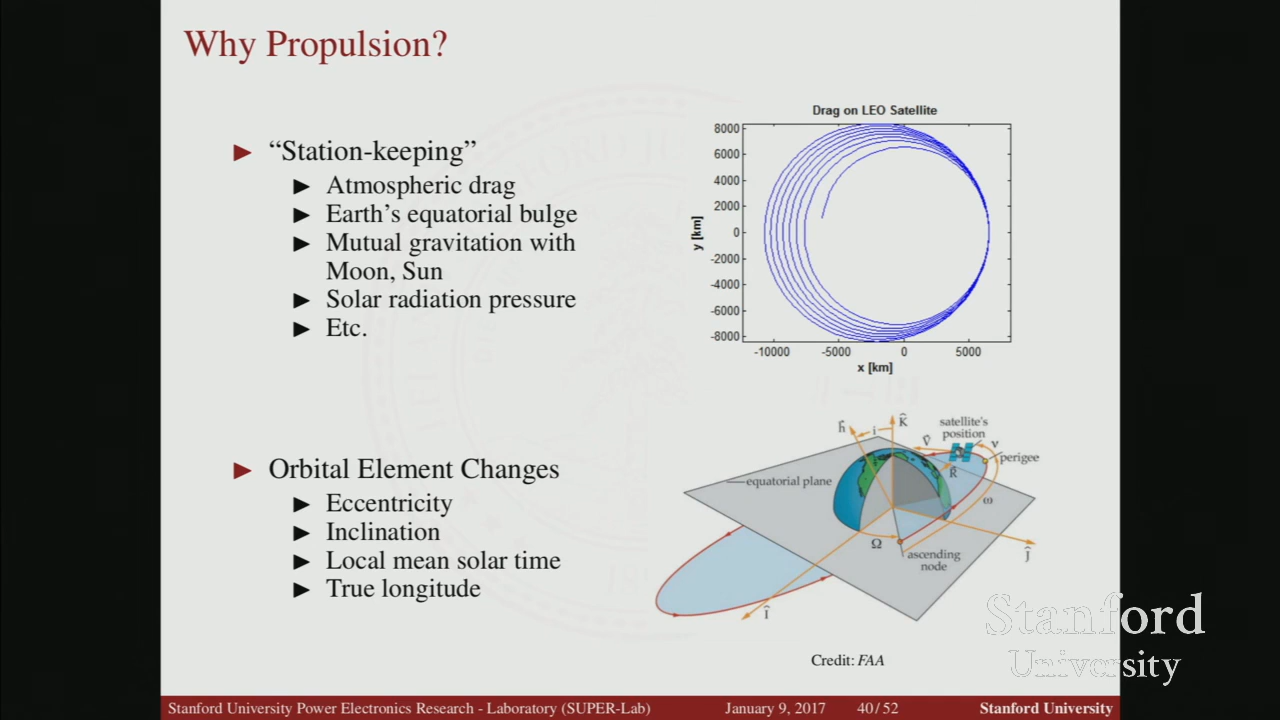 Why Propulsion?
“Station-keeping”
Atmospheric drag
Earth’s equatorial bulge
Mutual gravitation with
Moon, Sun
Solar radiation pressure
Etc.
Drag on LEO Satellite
8000
6000
4000
2000
0
-2000
-4000
-6000
-8000
y [km]
-10000 -5000 0 5000
x [km]
Orbital Element Changes
Eccentricity
Inclination
Local mean solar time
True longitude
ĥ
i
K̂
satellite's
position
V̄
ν
perigee
R̄
equatorial plane
ω
Ω
ascending
node
Ĵ
Î
Credit: FAA
Stanford
University
Stanford University Power Electronics Research - Laboratory (SUPER-Lab) January 9, 2017 40 / 52 Stanford University